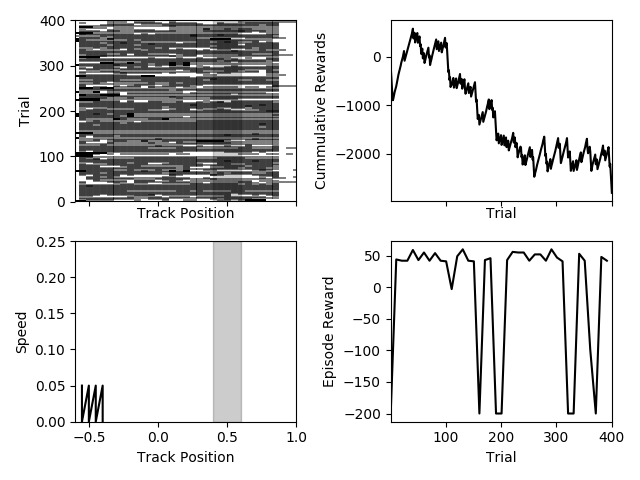 400
300
200
100
0
Trial
Track Position
0
−1000
−2000
Cummulative Rewards
Trial
0.25
0.20
0.15
0.10
0.05
0.00
Speed
−0.5 0.0 0.5 1.0
Track Position
50
0
−50
−100
−150
−200
Episode Reward
100 200 300 400
Trial